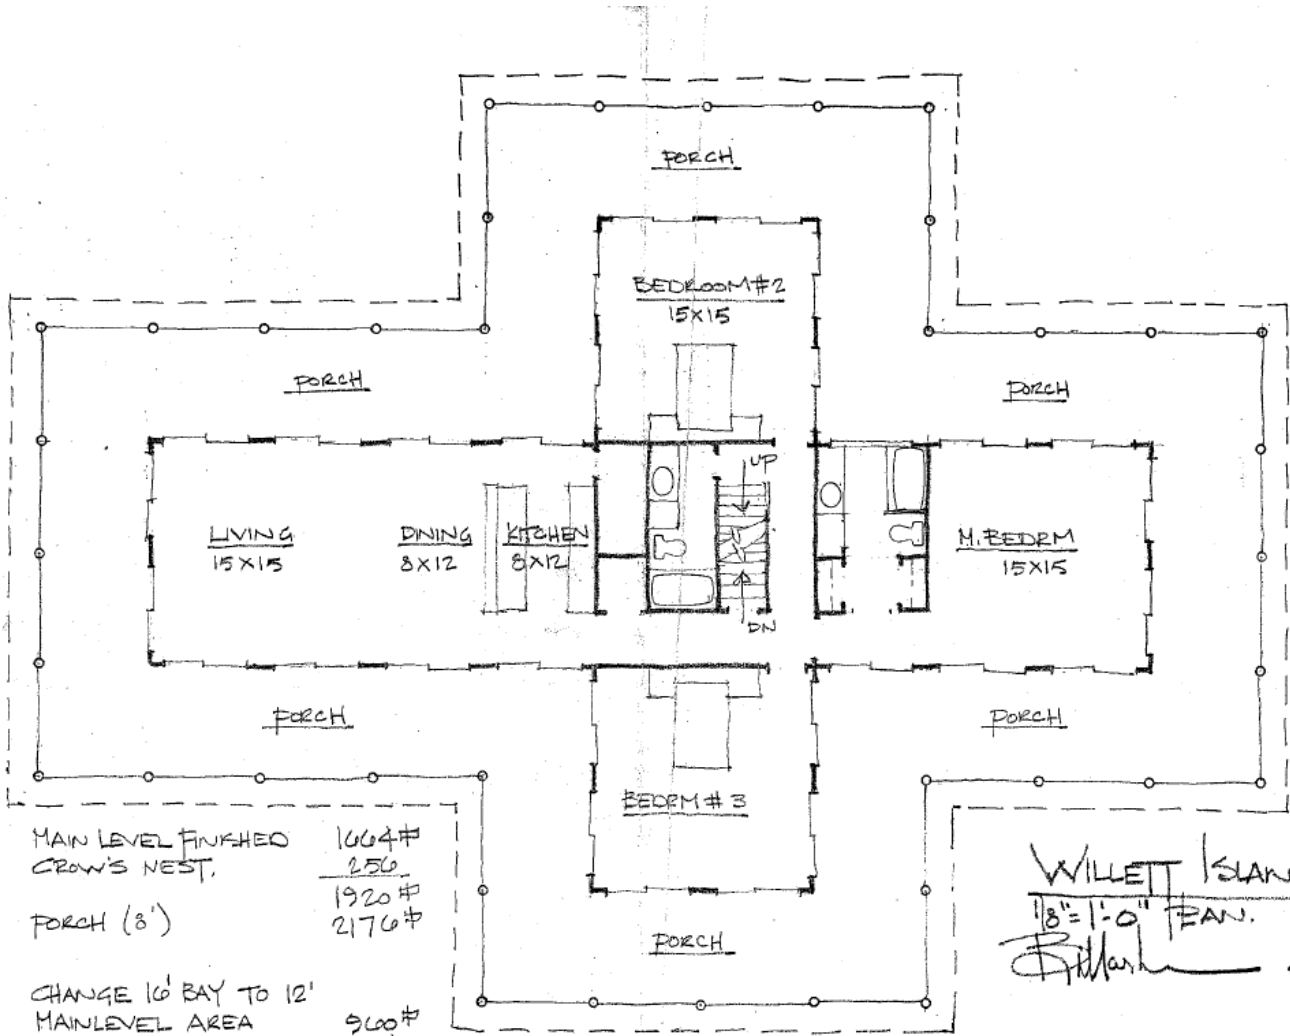 PORCH
BEDROOM #2
15X15
PORCH
PORCH
UP
LIVING
15X15
DINING
8X12
KITCHEN
8X12
M. BEDRM
15X15
DN
PORCH
PORCH
BEDRM # 3
PORCH
MAIN LEVEL FINISHED 1664#
CROW'S NEST. 256
1920 #
PORCH (8') 2176#
CHANGE 16' BAY TO 12'
MAINLEVEL AREA 960#
WILLETT ISLAN
1/8"=1'-0"